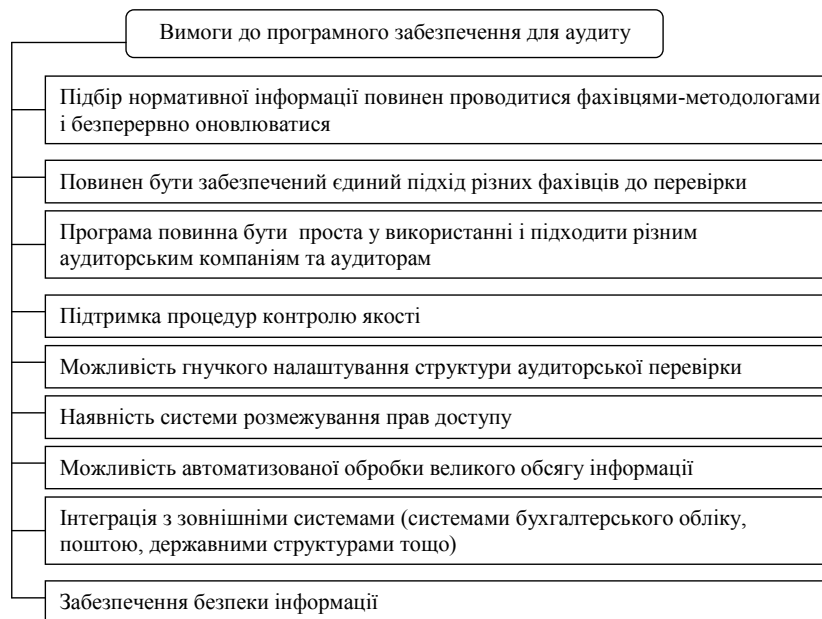 Вимоги до програмного забезпечення для аудиту
Підбір нормативної інформації повинен проводитися фахівцями-методологами
і безперервно оновлюватися
Повинен бути забезпечений єдиний підхід різних фахівців до перевірки
Програма повинна бути проста у використанні і підходити різним
аудиторським компаніям та аудиторам
Підтримка процедур контролю якості
Можливість гнучкого налаштування структури аудиторської перевірки
Наявність системи розмежування прав доступу
Можливість автоматизованої обробки великого обсягу інформації
Інтеграція з зовнішніми системами (системами бухгалтерського обліку,
поштою, державними структурами тощо)
Забезпечення безпеки інформації